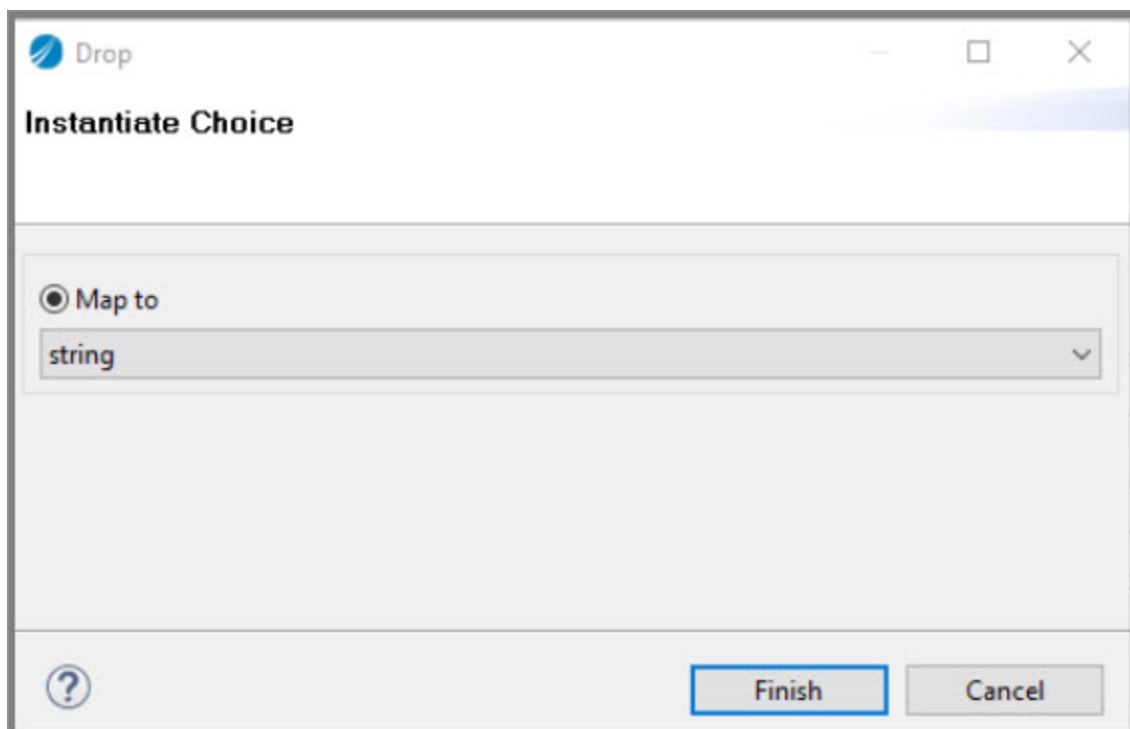 Drop
Instantiate Choice
Map to
string
?
Finish
Cancel